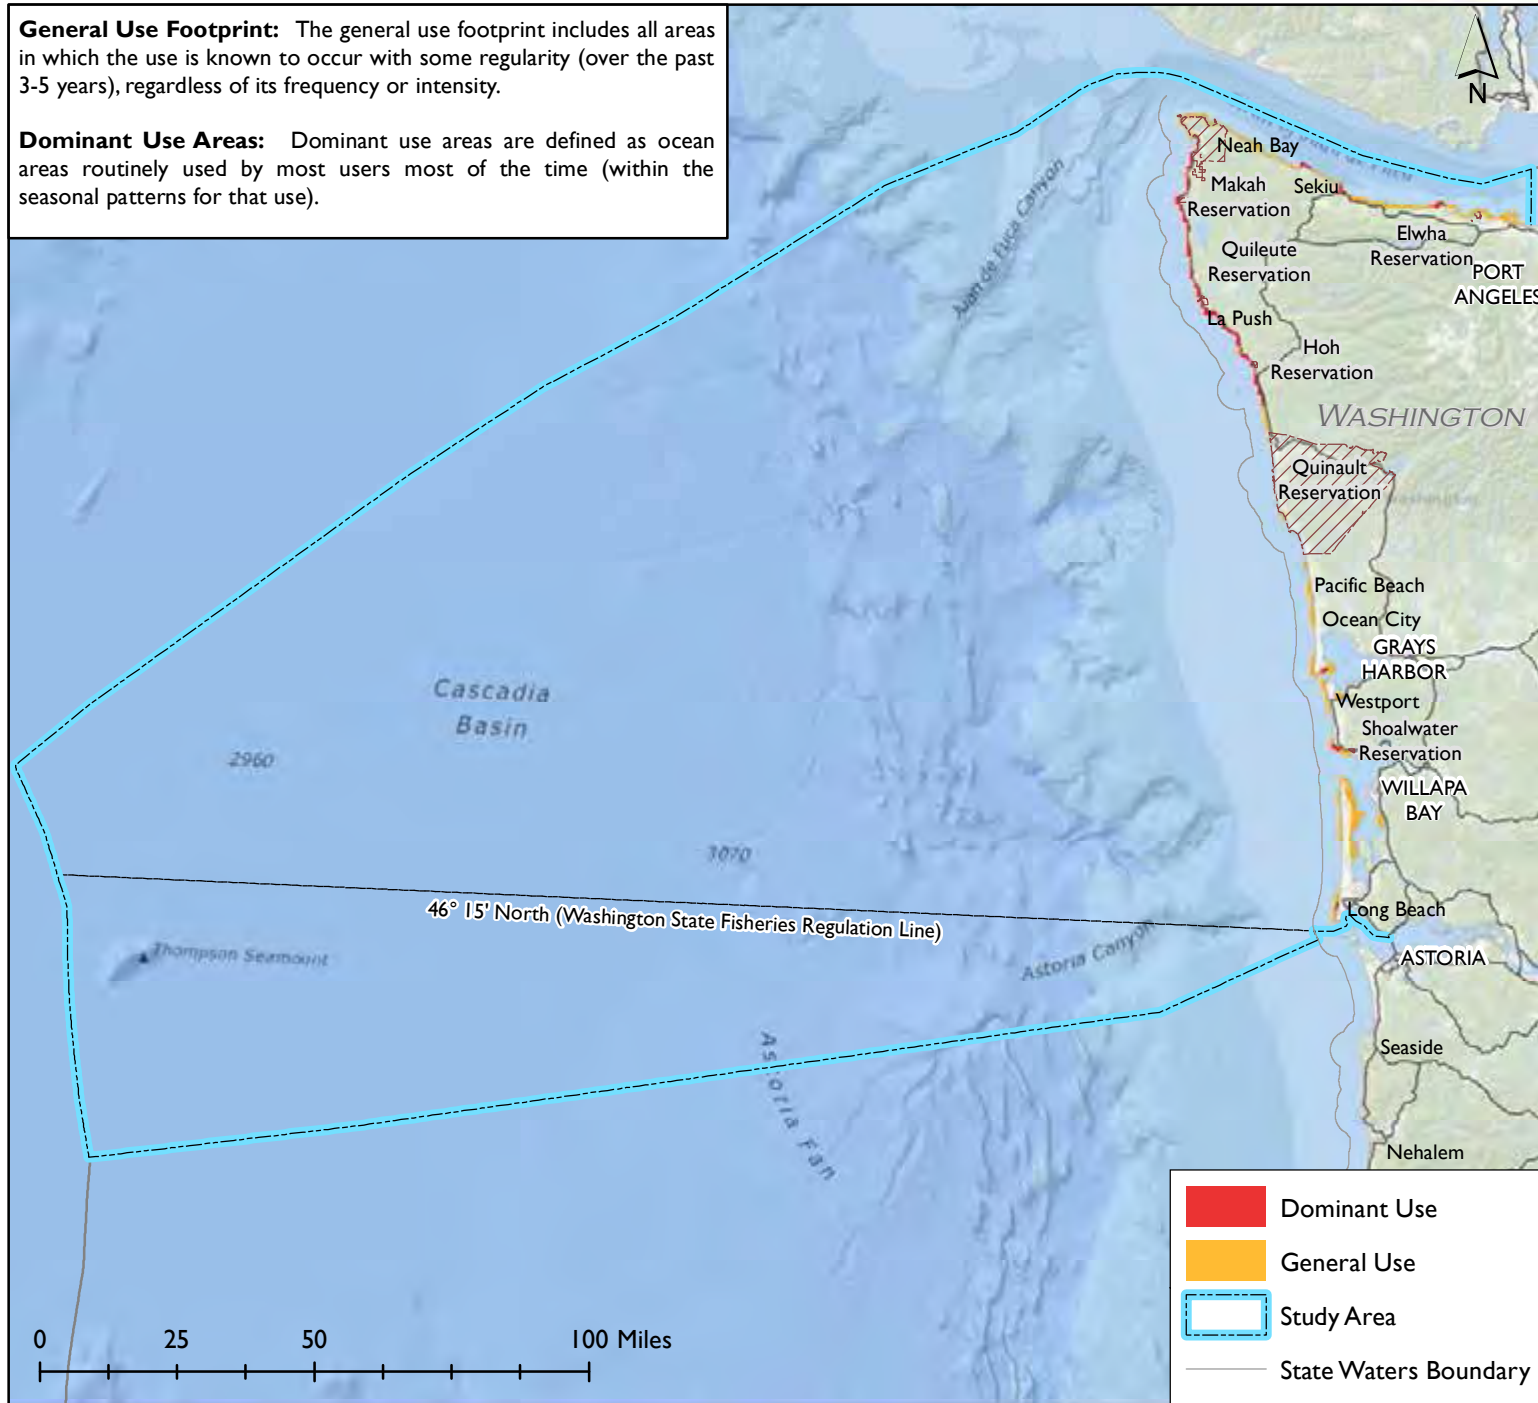 General Use Footprint: The general use footprint includes all areas
in which the use is known to occur with some regularity (over the past
3-5 years), regardless of its frequency or intensity.
Dominant Use Areas: Dominant use areas are defined as ocean
areas routinely used by most users most of the time (within the
seasonal patterns for that use).
N
Neah Bay
Makah
Reservation
Sekiu
Elwha
Reservation
PORT
ANGELES
Juan de Fuca Canyon
Quileute
Reservation
La Push
Hoh
Reservation
WASHINGTON
Quinault
Reservation
Washington
Pacific Beach
Ocean City
GRAYS
HARBOR
Westport
Shoalwater
Reservation
WILLAPA
BAY
Cascadia
Basin
2960
3070
46° 15' North (Washington State Fisheries Regulation Line)
Long Beach
Thompson Seamount
Astoria Canyon
ASTORIA
Astoria Fan
Seaside
Nehalem
0 25 50 100 Miles
Dominant Use
General Use
Study Area
State Waters Boundary